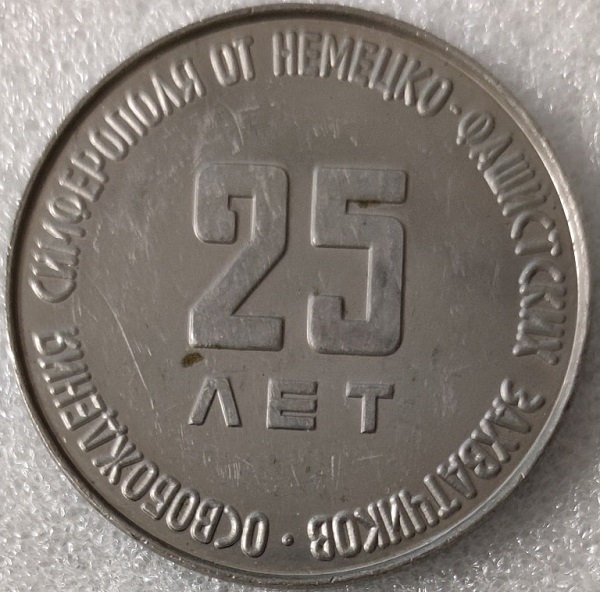 25
ЛЕТ
ОСВОБОЖДЕНИЯ СИМФЕРОПОЛЯ ОТ НЕМЕЦКО-ФАШИСТСКИХ ЗАХВАТЧИКОВ ·